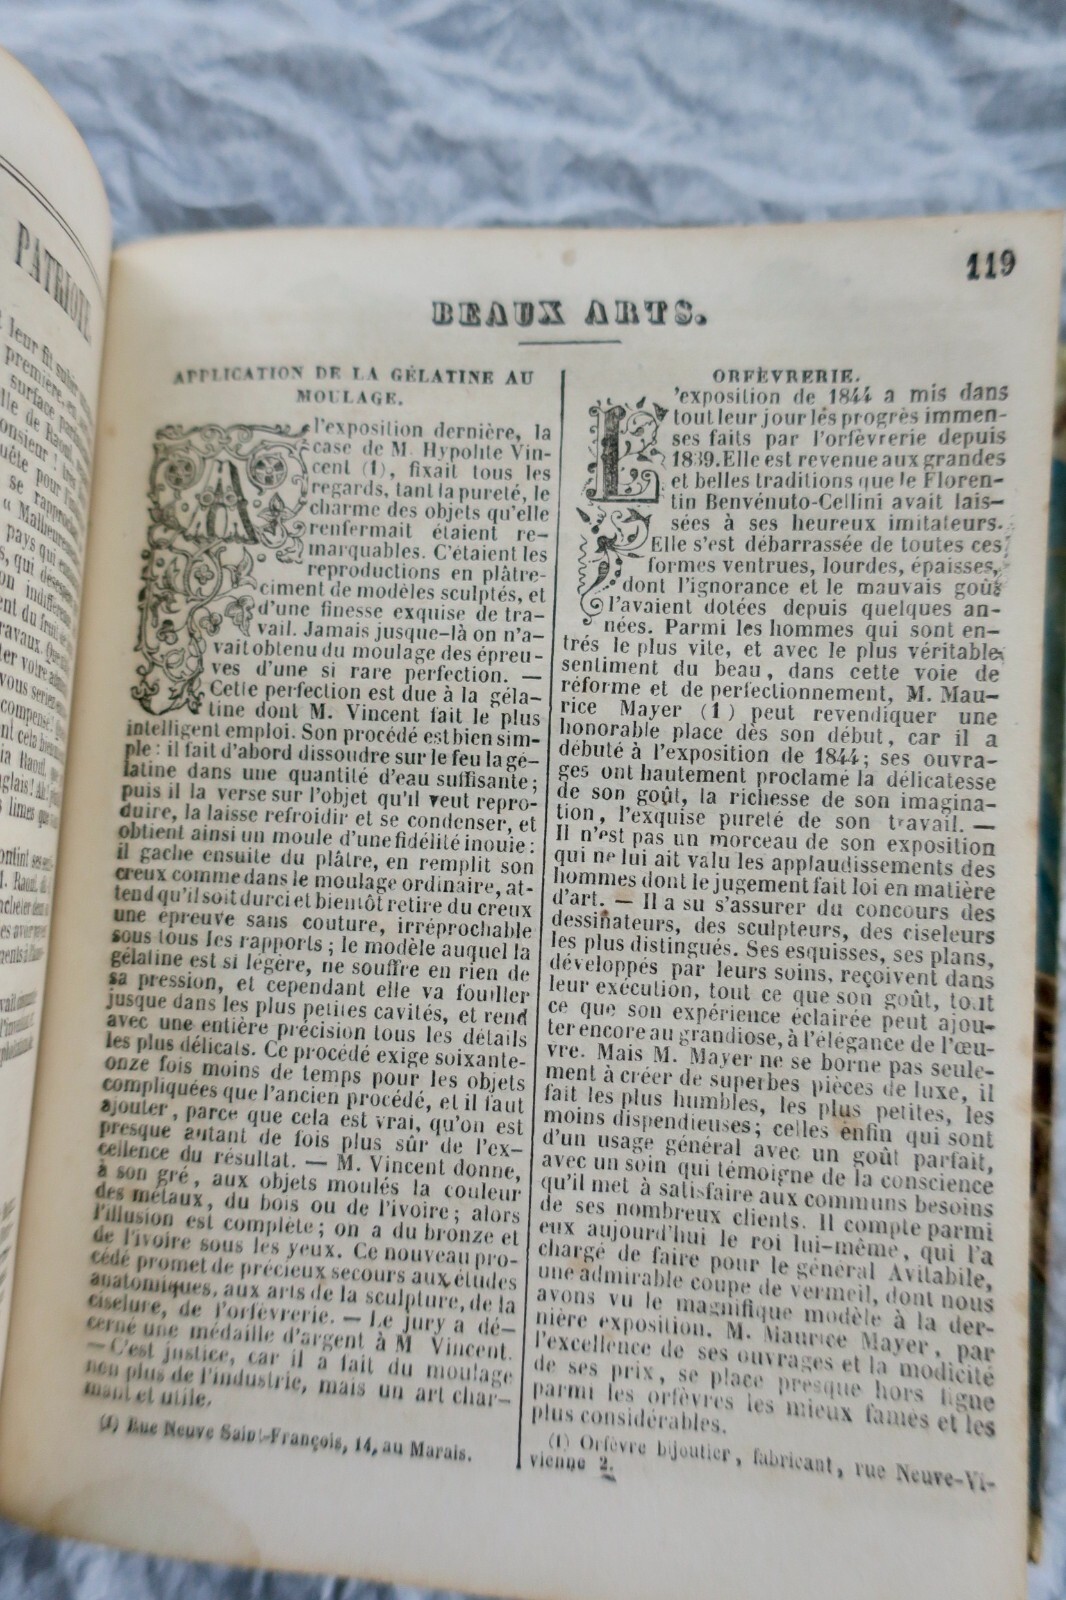 PATRIOTE.
119
BEAUX ARTS.
APPLICATION DE LA GÉLATINE AU
MOULAGE.
A l'exposition dernière, la
case de M. Hypolite Vin-
cent (1), fixait tous les
regards, tant la pureté, le
charme des objets qu'elle
renfermait étaient re-
marquables. C'étaient les
reproductions en plâtre-
ciment de modèles sculptés, et
d'une finesse exquise de tra-
vail. Jamais jusque-là on n'a-
vait obtenu du moulage des épreu-
ves d'une si rare perfection. —
Cette perfection est due à la géla-
tine dont M. Vincent fait le plus
intelligent emploi. Son procédé est bien sim-
ple : il fait d'abord dissoudre sur le feu la gé-
latine dans une quantité d'eau suffisante ;
puis il la verse sur l'objet qu'il veut repro-
duire, la laisse refroidir et se condenser, et
obtient ainsi un moule d'une fidélité inouie :
il gache ensuite du plâtre, en remplit son
creux comme dans le moulage ordinaire, at-
tend qu'il soit durci et bientôt retire du creux
une épreuve sans couture, irréprochable
sous tous les rapports ; le modèle auquel la
gélatine est si légère, ne souffre en rien de
sa pression, et cependant elle va fouiller
jusque dans les plus petites cavités, et rend
avec une entière précision tous les détails
les plus délicats. Ce procédé exige soixante-
onze fois moins de temps pour les objets
compliquées que l'ancien procédé, et il faut
ajouter, parce que cela est vrai, qu'on est
presque autant de fois plus sûr de l'ex-
cellence du résultat. — M. Vincent donne,
à son gré, aux objets moulés la couleur
des métaux, du bois ou de l'ivoire ; alors
l'illusion est complète ; on a du bronze et
de l'ivoire sous les yeux. Ce nouveau pro-
cédé promet de précieux secours aux études
anatomiques, aux arts de la sculpture, de la
ciselure, de l'orfèvrerie. — Le jury a dé-
cerné une médaille d'argent à M Vincent.
— C'est justice, car il a fait du moulage
non plus de l'industrie, mais un art char-
mant et utile.
(1) Rue Neuve Saint-François, 14, au Marais.
ORFÈVRERIE.
L'exposition de 1844 a mis dans
tout leur jour les progrès immen-
ses faits par l'orfèvrerie depuis
1839. Elle est revenue aux grandes
et belles traditions que le Floren-
tin Benvénuto-Cellini avait lais-
sées à ses heureux imitateurs.
Elle s'est débarrassée de toutes ces
formes ventrues, lourdes, épaisses,
dont l'ignorance et le mauvais goût
l'avaient dotées depuis quelques an-
nées. Parmi les hommes qui sont en-
trés le plus vite, et avec le plus véritable
sentiment du beau, dans cette voie de
réforme et de perfectionnement, M. Mau-
rice Mayer (1) peut revendiquer une
honorable place dès son début, car il a
débuté à l'exposition de 1844 ; ses ouvra-
ges ont hautement proclamé la délicatesse
de son goût, la richesse de son imagina-
tion, l'exquise pureté de son travail. —
Il n'est pas un morceau de son exposition
qui ne lui ait valu les applaudissements des
hommes dont le jugement fait loi en matière
d'art. — Il a su s'assurer du concours des
dessinateurs, des sculpteurs, des ciseleurs
les plus distingués. Ses esquisses, ses plans,
développés par leurs soins, reçoivent dans
leur exécution, tout ce que son goût, tout
ce que son expérience éclairée peut ajou-
ter encore au grandiose, à l'élégance de l'œu-
vre. Mais M. Mayer ne se borne pas seule-
ment à créer de superbes pièces de luxe, il
fait les plus humbles, les plus petites, les
moins dispendieuses ; celles enfin qui sont
d'un usage général avec un goût parfait,
avec un soin qui témoigne de la conscience
qu'il met à satisfaire aux communs besoins
de ses nombreux clients. Il compte parmi
eux aujourd'hui le roi lui-même, qui l'a
chargé de faire pour le général Avitabile,
une admirable coupe de vermeil, dont nous
avons vu le magnifique modèle à la der-
nière exposition. M. Maurice Mayer, par
l'excellence de ses ouvrages et la modicité
de ses prix, se place presque hors ligne
parmi les orfèvres les mieux famés et les
plus considérables.
(1) Orfèvre bijoutier, fabricant, rue Neuve-Vi-
vienne 2.